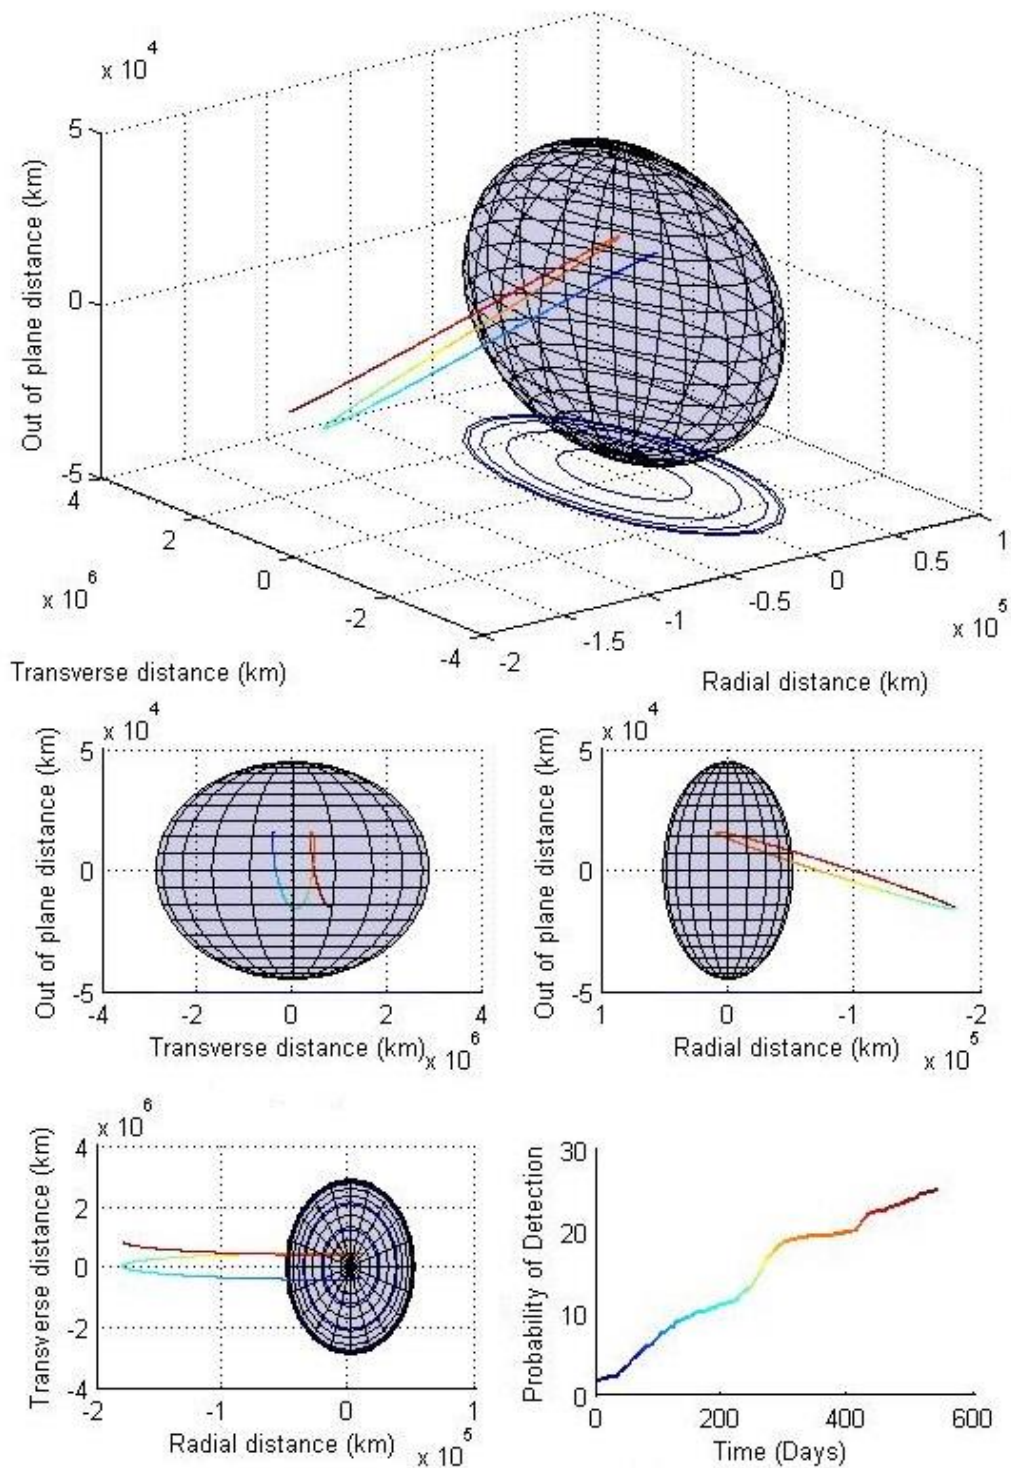 x 10^4
5
0
-5
Out of plane distance (km)
4
2
0
-2
-4
x 10^6
Transverse distance (km)
-2
-1.5
-1
-0.5
0
0.5
1
x 10^5
Radial distance (km)
x 10^4
5
0
-5
Out of plane distance (km)
-4
-2
0
2
4
Transverse distance (km)
x 10^6
x 10^4
5
0
-5
Out of plane distance (km)
1
0
-1
-2
Radial distance (km)
x 10^5
x 10^6
4
2
0
-2
-4
Transverse distance (km)
-2
-1
0
1
Radial distance (km)
x 10^5
30
20
10
0
Probability of Detection
0
200
400
600
Time (Days)